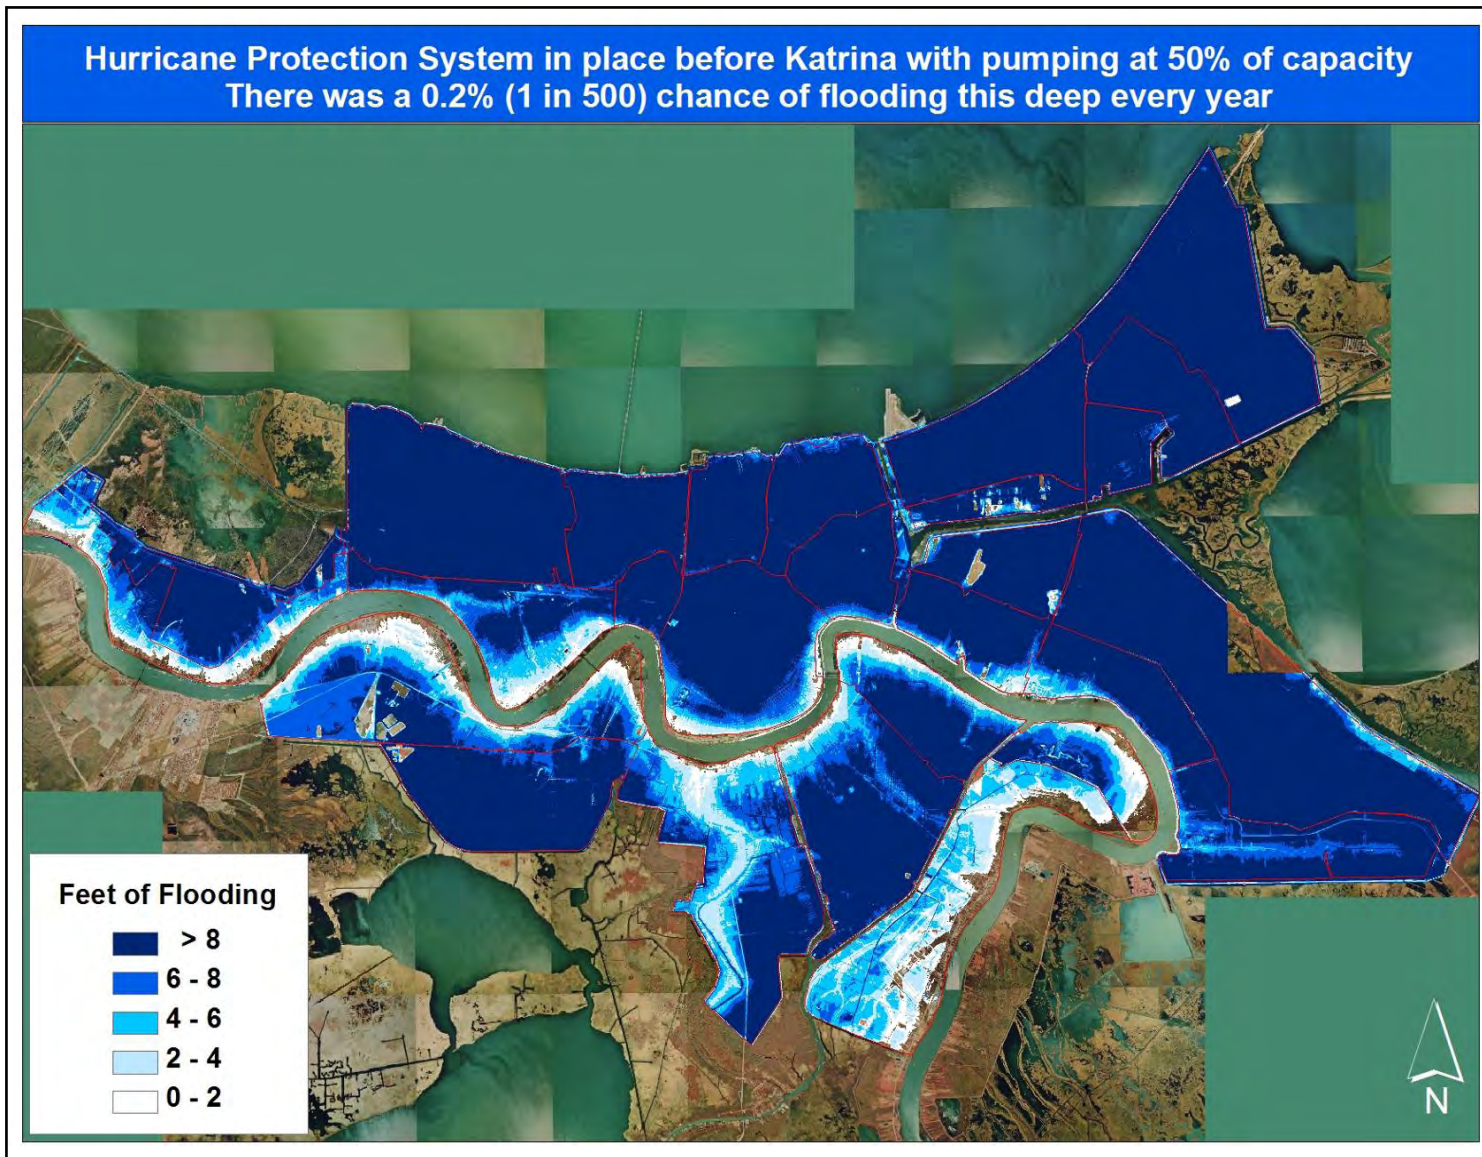 Hurricane Protection System in place before Katrina with pumping at 50% of capacity
There was a 0.2% (1 in 500) chance of flooding this deep every year
Feet of Flooding
> 8
6 - 8
4 - 6
2 - 4
0 - 2
N